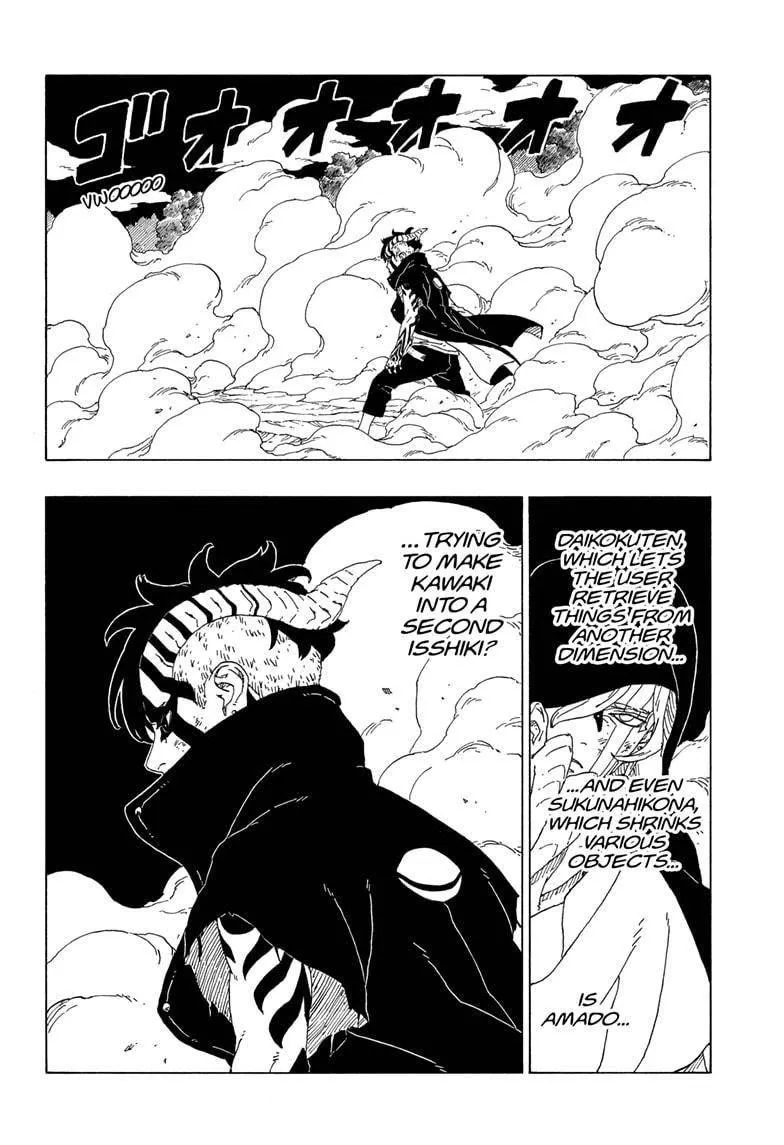 ゴオオオオオ
VWOOOOO
DAIKOKUTEN,
WHICH LETS
THE USER
RETRIEVE
THINGS FROM
ANOTHER
DIMENSION...
...AND EVEN
SUKUNAHIKONA,
WHICH SHRINKS
VARIOUS
OBJECTS...
IS
AMADO...
...TRYING
TO MAKE
KAWAKI
INTO A
SECOND
ISSHIKI?